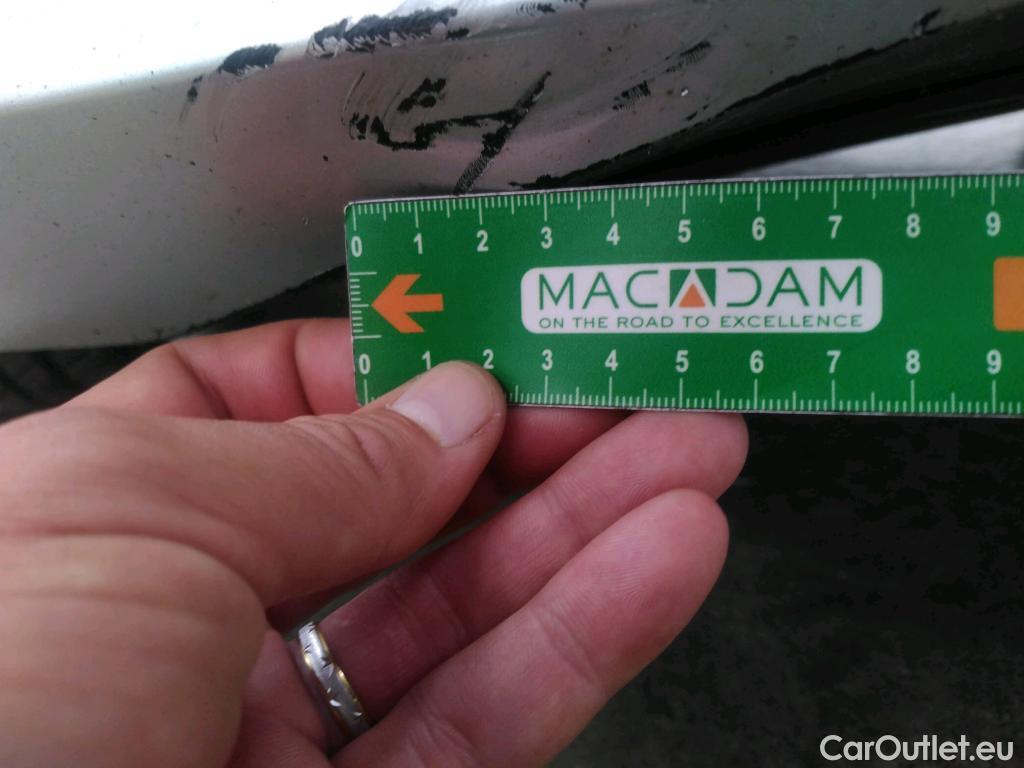 0 1 2 3 4 5 6 7 8 9
MACADAM
ON THE ROAD TO EXCELLENCE
0 1 2 3 4 5 6 7 8 9
CarOutlet.eu